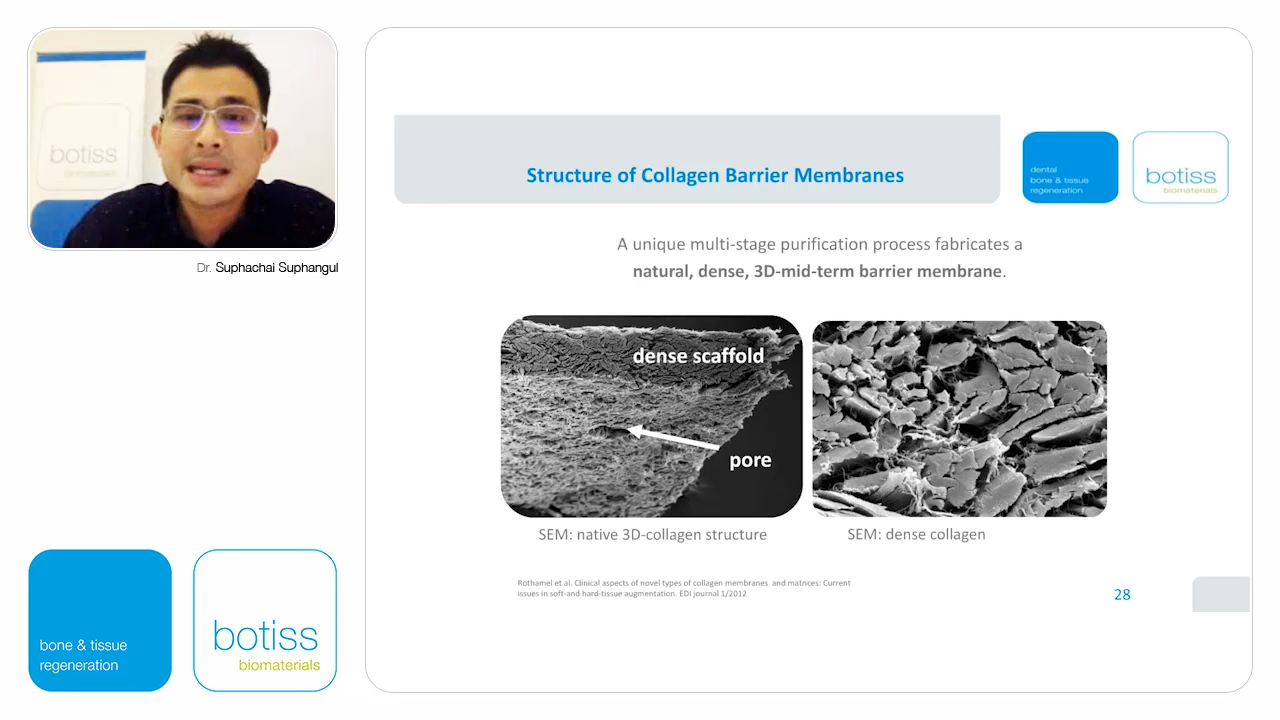 botiss
biomaterials
Dr. Suphachai Suphangul
bone & tissue
regeneration
botiss
biomaterials
Structure of Collagen Barrier Membranes
dental
bone & tissue
regeneration
botiss
biomaterials
A unique multi-stage purification process fabricates a
natural, dense, 3D-mid-term barrier membrane.
dense scaffold
pore
SEM: native 3D-collagen structure
SEM: dense collagen
Rothamel et al. Clinical aspects of novel types of collagen membranes and matrices: Current
issues in soft-and hard-tissue augmentation. EDI journal 1/2012
28